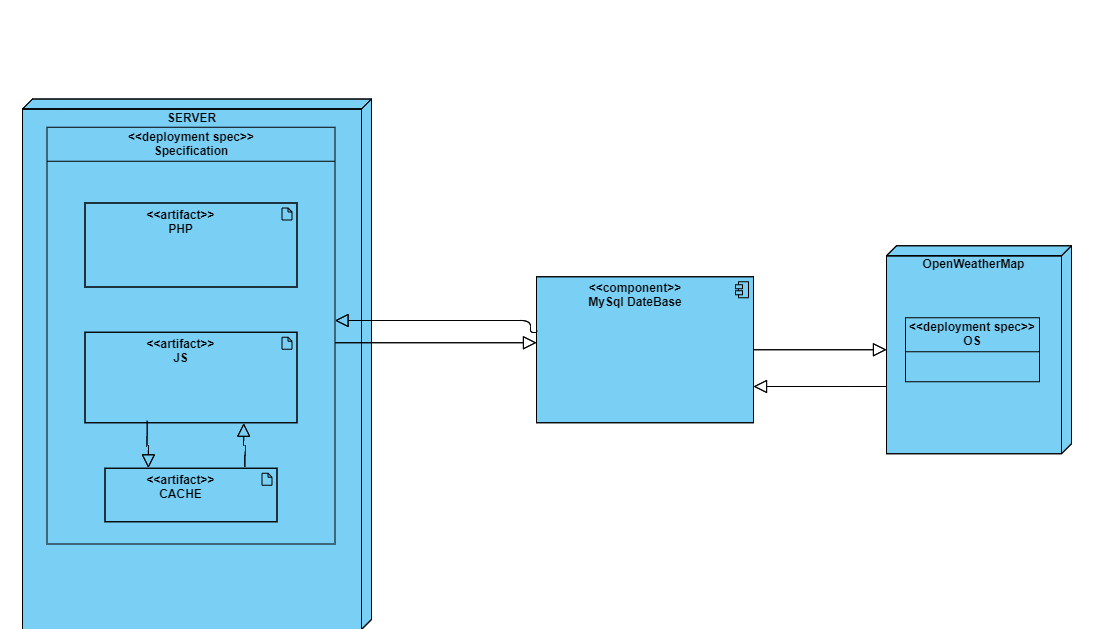 SERVER
<<deployment spec>>
Specification
<<artifact>>
PHP
<<artifact>>
JS
<<artifact>>
CACHE
<<component>>
MySql DateBase
OpenWeatherMap
<<deployment spec>>
OS